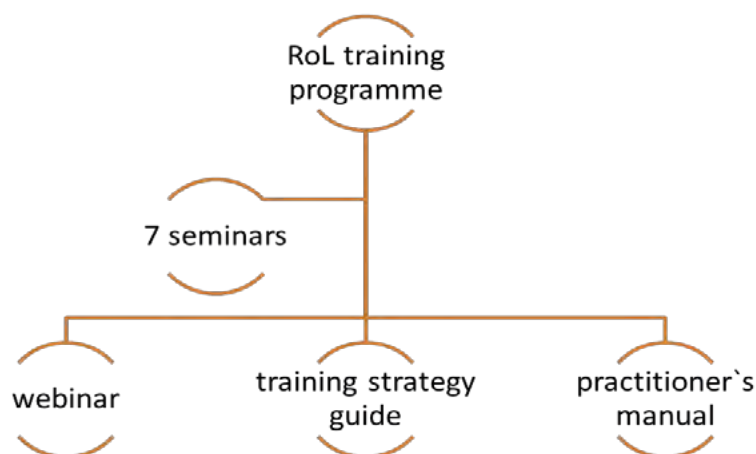 RoL training
programme
7 seminars
webinar
training strategy
guide
practitioner`s
manual